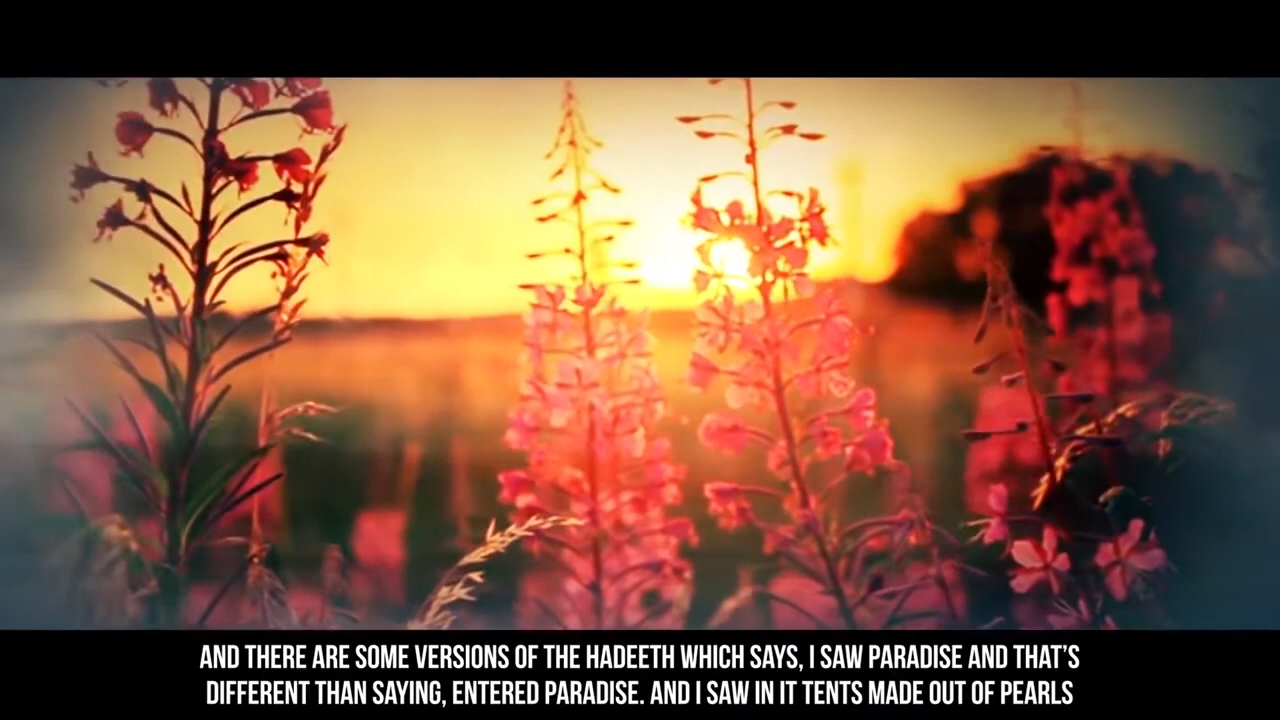 AND THERE ARE SOME VERSIONS OF THE HADEETH WHICH SAYS, I SAW PARADISE AND THAT'S
DIFFERENT THAN SAYING, ENTERED PARADISE. AND I SAW IN IT TENTS MADE OUT OF PEARLS